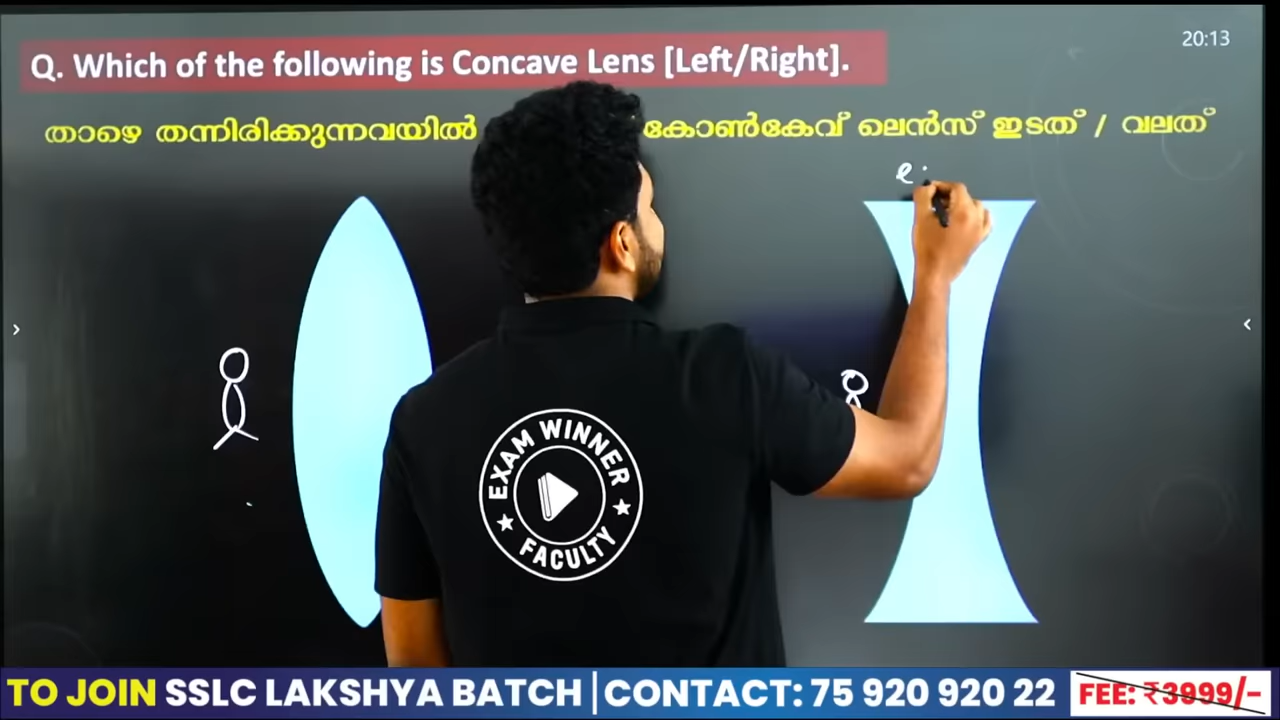 20:13
Q. Which of the following is Concave Lens [Left/Right].
താഴെ തന്നിരിക്കുന്നവയിൽ കോൺകേവ് ലെൻസ് ഇടത് / വലത്
EXAM WINNER
FACULTY
TO JOIN SSLC LAKSHYA BATCH | CONTACT: 75 920 920 22 FEE: ₹3999/-